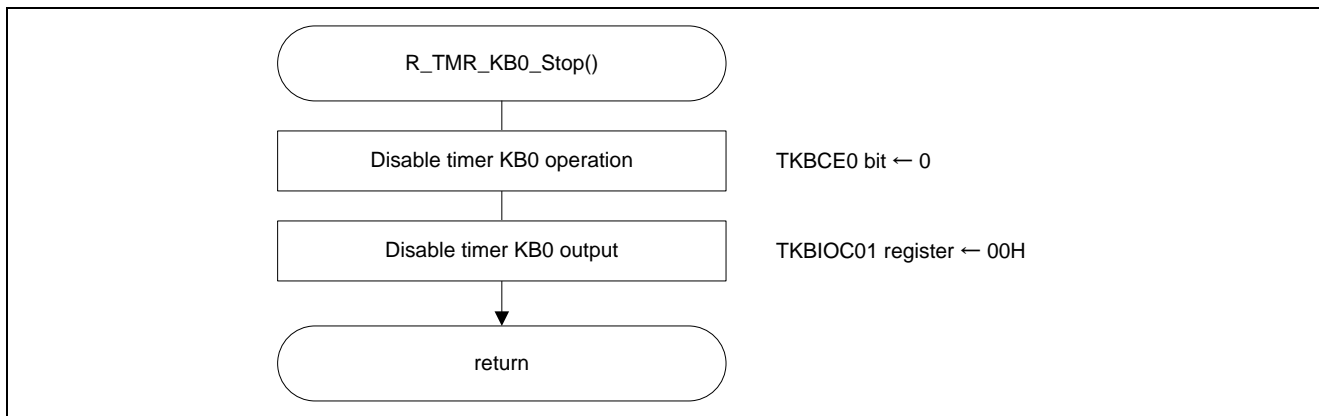 R_TMR_KB0_Stop()
Disable timer KB0 operation
TKBCE0 bit ← 0
Disable timer KB0 output
TKBIOC01 register ← 00H
return